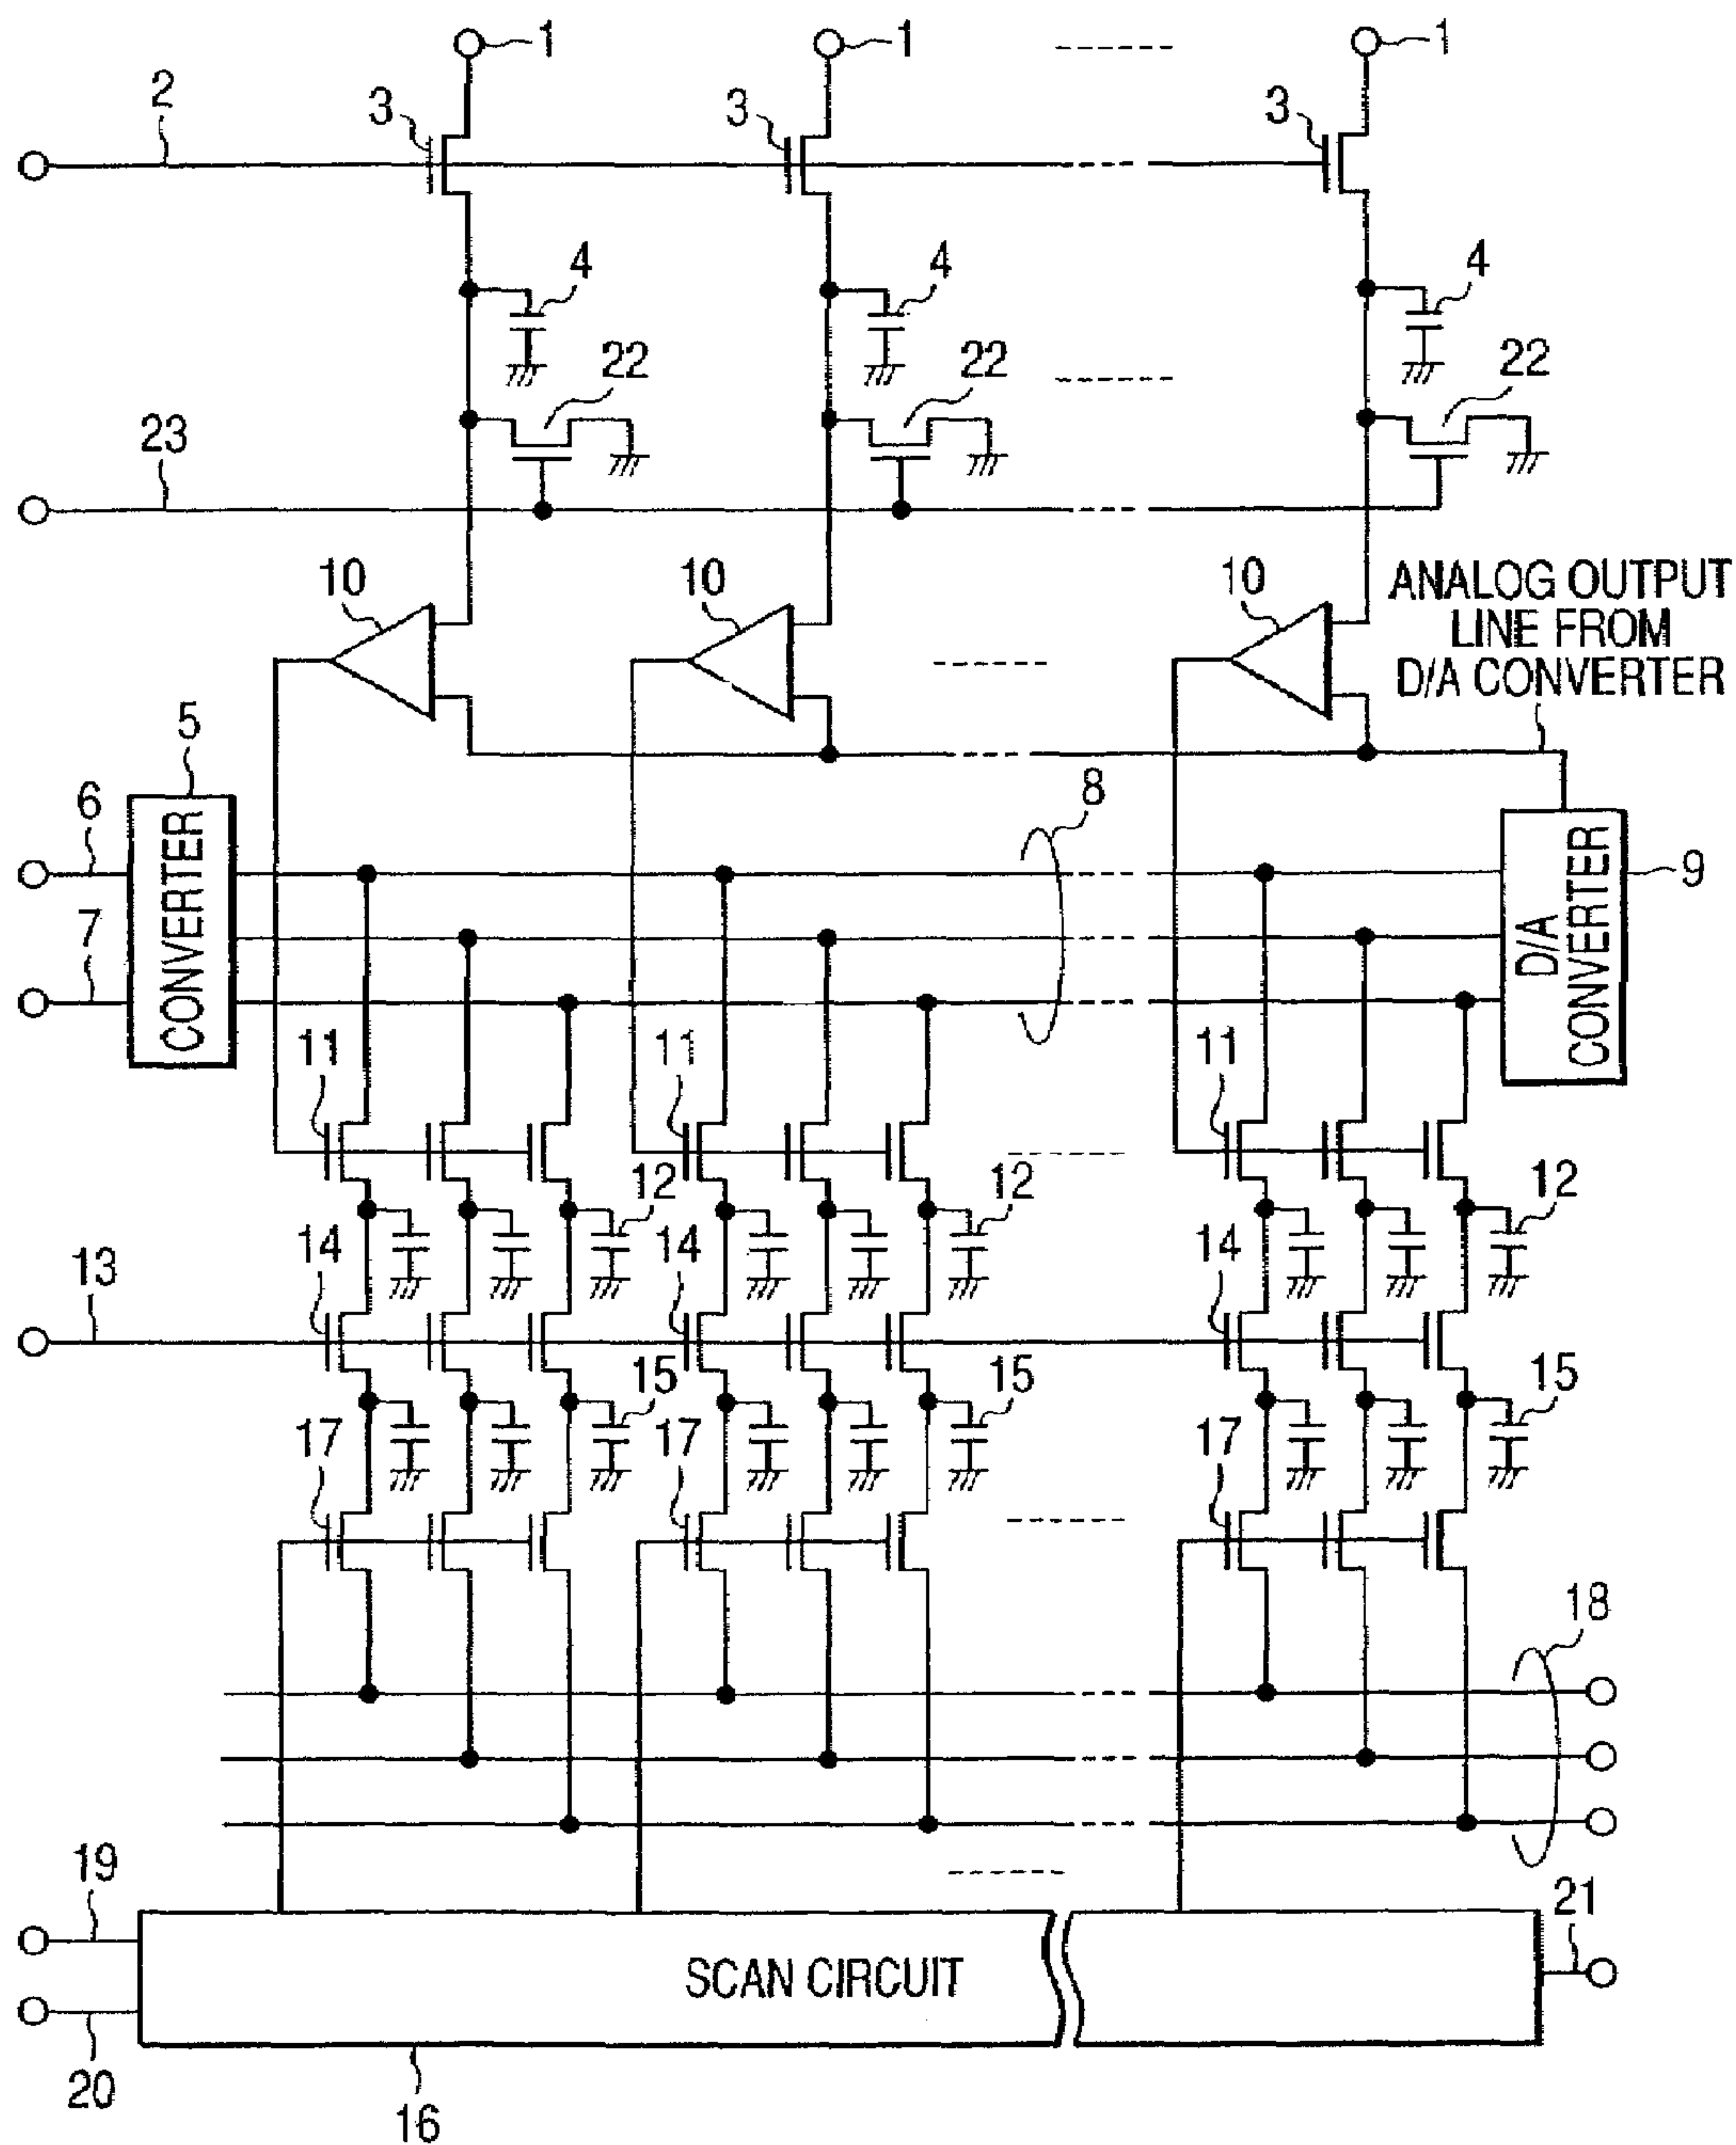 1 1 1
2 3 3 3
4 4 4
22 22 22
23
10 10 10 ANALOG OUTPUT
LINE FROM
D/A CONVERTER
5
6 8
CONVERTER
D/A
CONVERTER
9
7
11 11 11
12 12 12
14 14 14
13
15 15 15
17 17 17
18
19
21
SCAN CIRCUIT
20
16